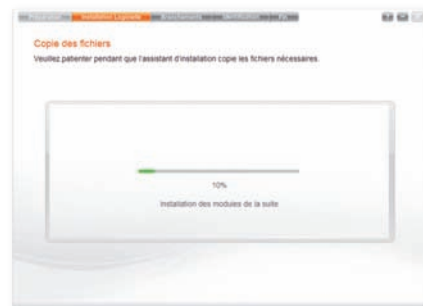 Installation Logicielle
Copie des fichiers
Veuillez patienter pendant que l'assistant d'installation copie les fichiers nécessaires.
10%
Installation des modules de la suite